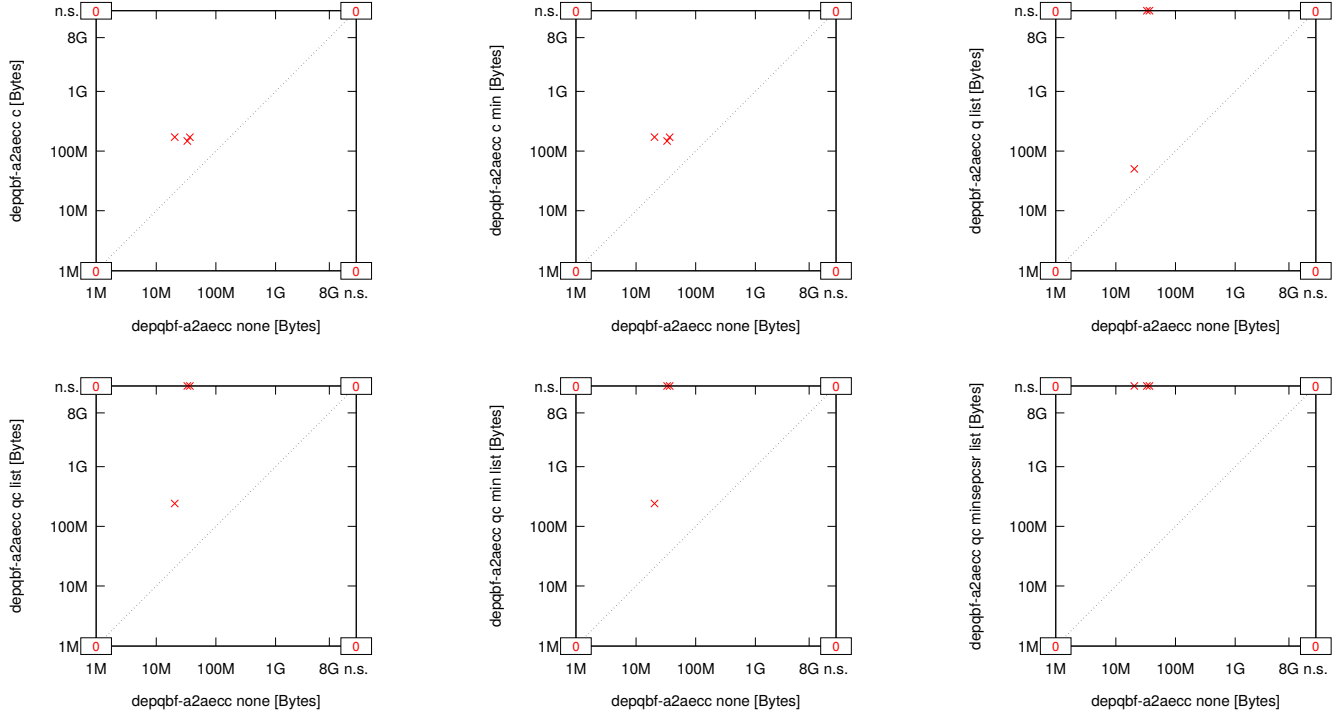 n.s. 0 0
8G
1G
100M
10M
1M 0 0
1M 10M 100M 1G 8G n.s.
depqbf-a2aecc c [Bytes]
depqbf-a2aecc none [Bytes]
n.s. 0 0
8G
1G
100M
10M
1M 0 0
1M 10M 100M 1G 8G n.s.
depqbf-a2aecc c min [Bytes]
depqbf-a2aecc none [Bytes]
n.s. 0 0
8G
1G
100M
10M
1M 0 0
1M 10M 100M 1G 8G n.s.
depqbf-a2aecc q list [Bytes]
depqbf-a2aecc none [Bytes]
n.s. 0 0
8G
1G
100M
10M
1M 0 0
1M 10M 100M 1G 8G n.s.
depqbf-a2aecc qc list [Bytes]
depqbf-a2aecc none [Bytes]
n.s. 0 0
8G
1G
100M
10M
1M 0 0
1M 10M 100M 1G 8G n.s.
depqbf-a2aecc qc min list [Bytes]
depqbf-a2aecc none [Bytes]
n.s. 0 0
8G
1G
100M
10M
1M 0 0
1M 10M 100M 1G 8G n.s.
depqbf-a2aecc qc minsepcsr list [Bytes]
depqbf-a2aecc none [Bytes]